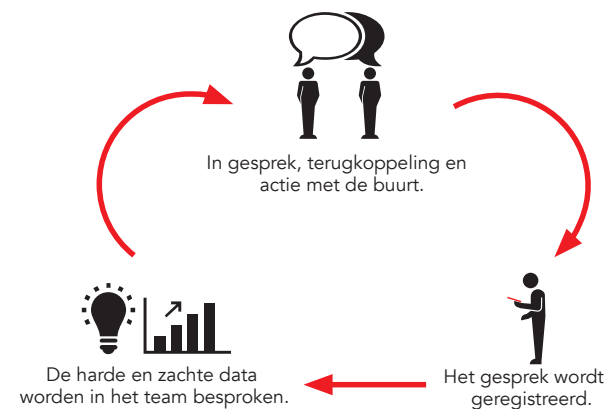 In gesprek, terugkoppeling en
actie met de buurt.
Het gesprek wordt
geregistreerd.
De harde en zachte data
worden in het team besproken.